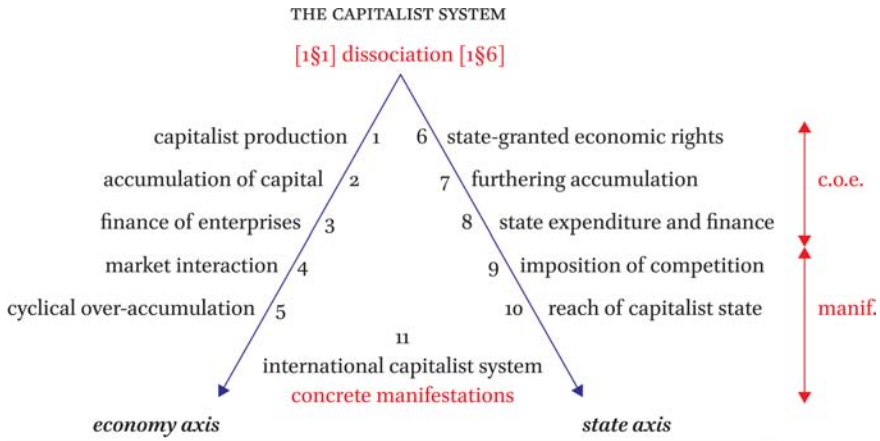 THE CAPITALIST SYSTEM
[1§1] dissociation [1§6]
capitalist production 1 6 state-granted economic rights
accumulation of capital 2 7 furthering accumulation c.o.e.
finance of enterprises 3 8 state expenditure and finance
market interaction 4 9 imposition of competition
cyclical over-accumulation 5 10 reach of capitalist state manif.
11
international capitalist system
concrete manifestations
economy axis state axis